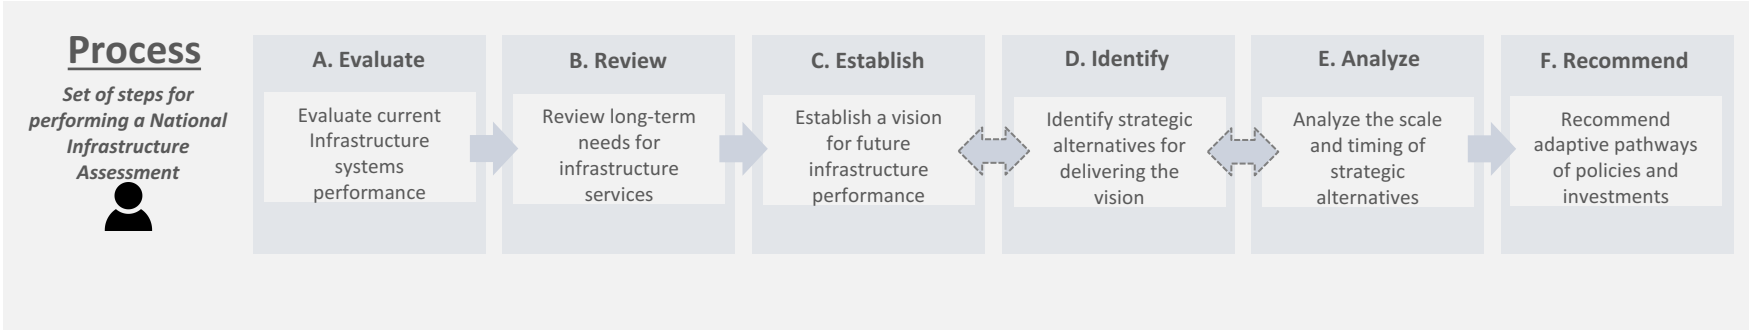 Process
Set of steps for
performing a National
Infrastructure
Assessment
A. Evaluate
Evaluate current
Infrastructure
systems
performance
B. Review
Review long-term
needs for
infrastructure
services
C. Establish
Establish a vision
for future
infrastructure
performance
D. Identify
Identify strategic
alternatives for
delivering the
vision
E. Analyze
Analyze the scale
and timing of
strategic
alternatives
F. Recommend
Recommend
adaptive pathways
of policies and
investments